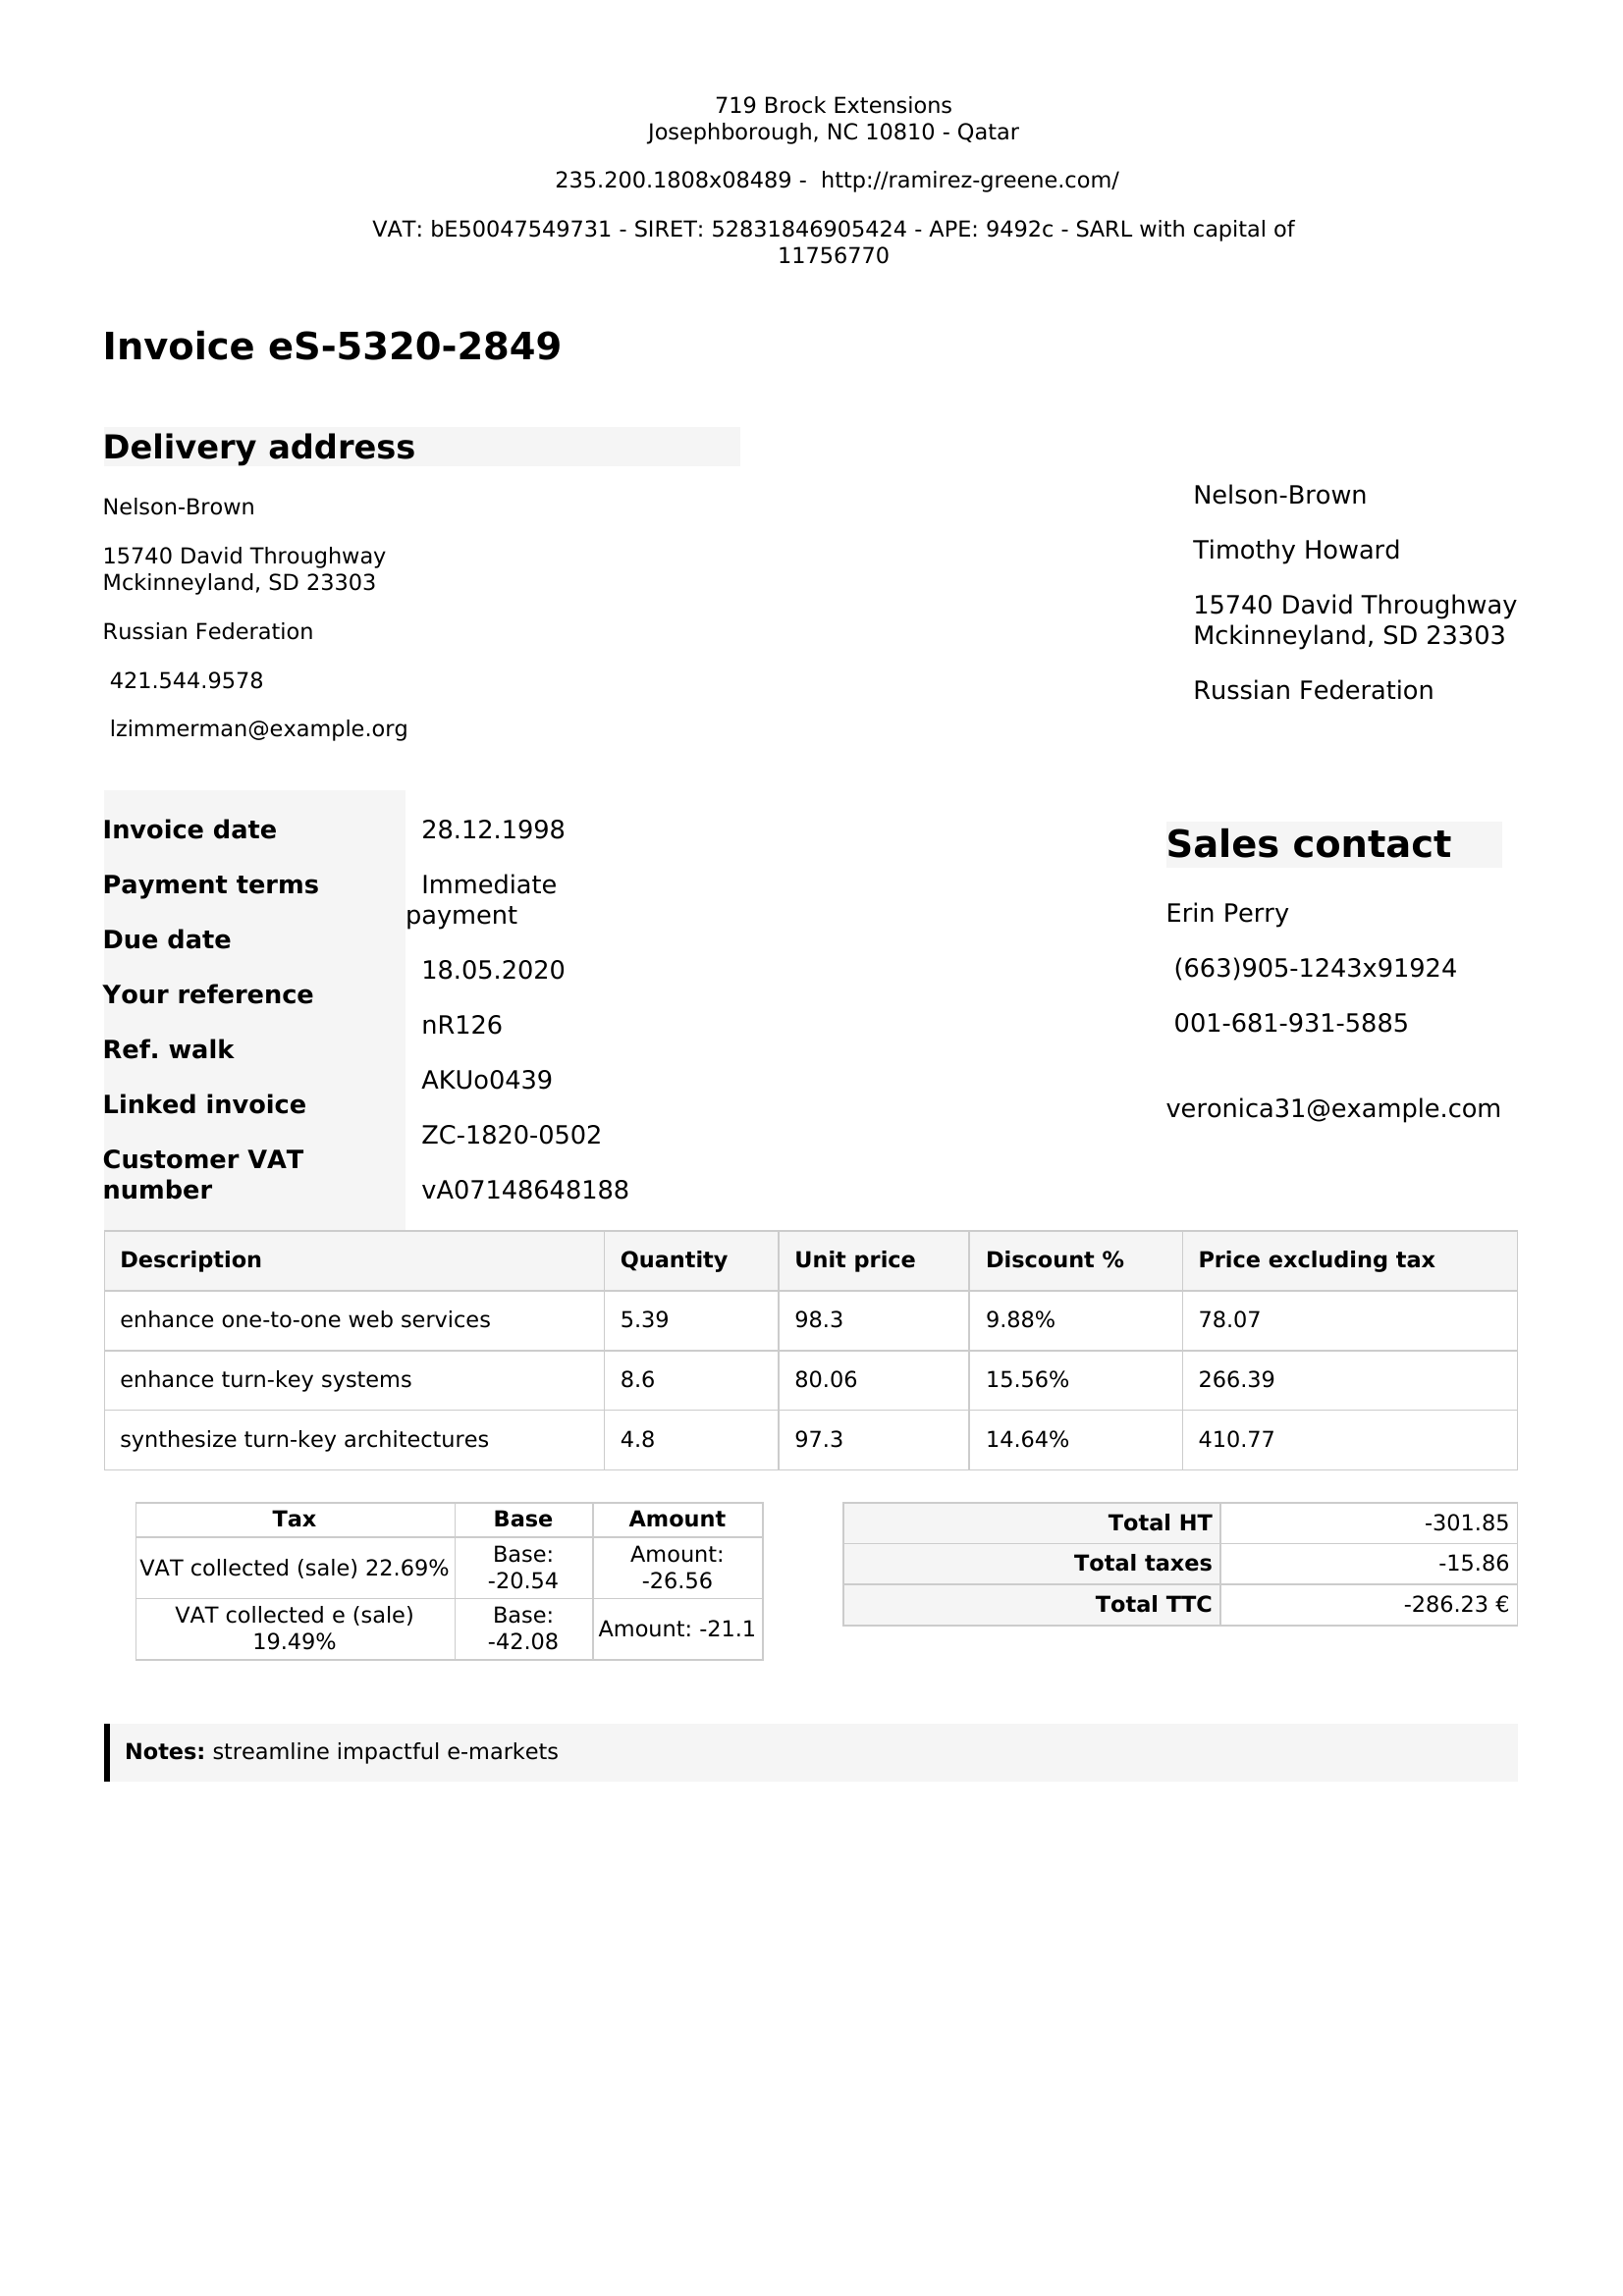 719 Brock Extensions
Josephborough, NC 10810 - Qatar
235.200.1808x08489 -  http://ramirez-greene.com/
VAT: bE50047549731 - SIRET: 52831846905424 - APE: 9492c - SARL with capital of
11756770
Invoice eS-5320-2849
Delivery address
Nelson-Brown
15740 David Throughway
Mckinneyland, SD 23303
Russian Federation
421.544.9578
lzimmerman@example.org
Nelson-Brown
Timothy Howard
15740 David Throughway
Mckinneyland, SD 23303
Russian Federation
Invoice date
Payment terms
Due date
Your reference
Ref. walk
Linked invoice
Customer VAT
number
28.12.1998
Immediate
payment
18.05.2020
nR126
AKUo0439
ZC-1820-0502
vA07148648188
Sales contact
Erin Perry
(663)905-1243x91924
001-681-931-5885
veronica31@example.com
Description Quantity Unit price Discount % Price excluding tax
enhance one-to-one web services 5.39 98.3 9.88% 78.07
enhance turn-key systems 8.6 80.06 15.56% 266.39
synthesize turn-key architectures 4.8 97.3 14.64% 410.77
Tax Base Amount
VAT collected (sale) 22.69% Base: -20.54 Amount: -26.56
VAT collected e (sale) 19.49% Base: -42.08 Amount: -21.1
Total HT -301.85
Total taxes -15.86
Total TTC -286.23 €
Notes: streamline impactful e-markets